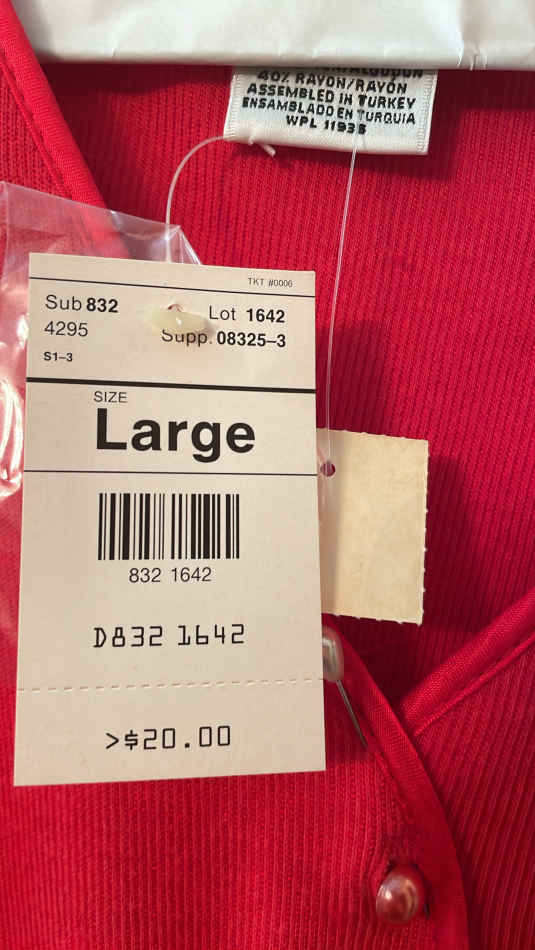 40% RAYON/RAYÓN
ASSEMBLED IN TURKEY
ENSAMBLADO EN TURQUIA
WPL 11935
TKT #0006
Sub 832
Lot 1642
4295
Supp. 08325–3
S1–3
SIZE
Large
832 1642
D832 1642
>$20.00